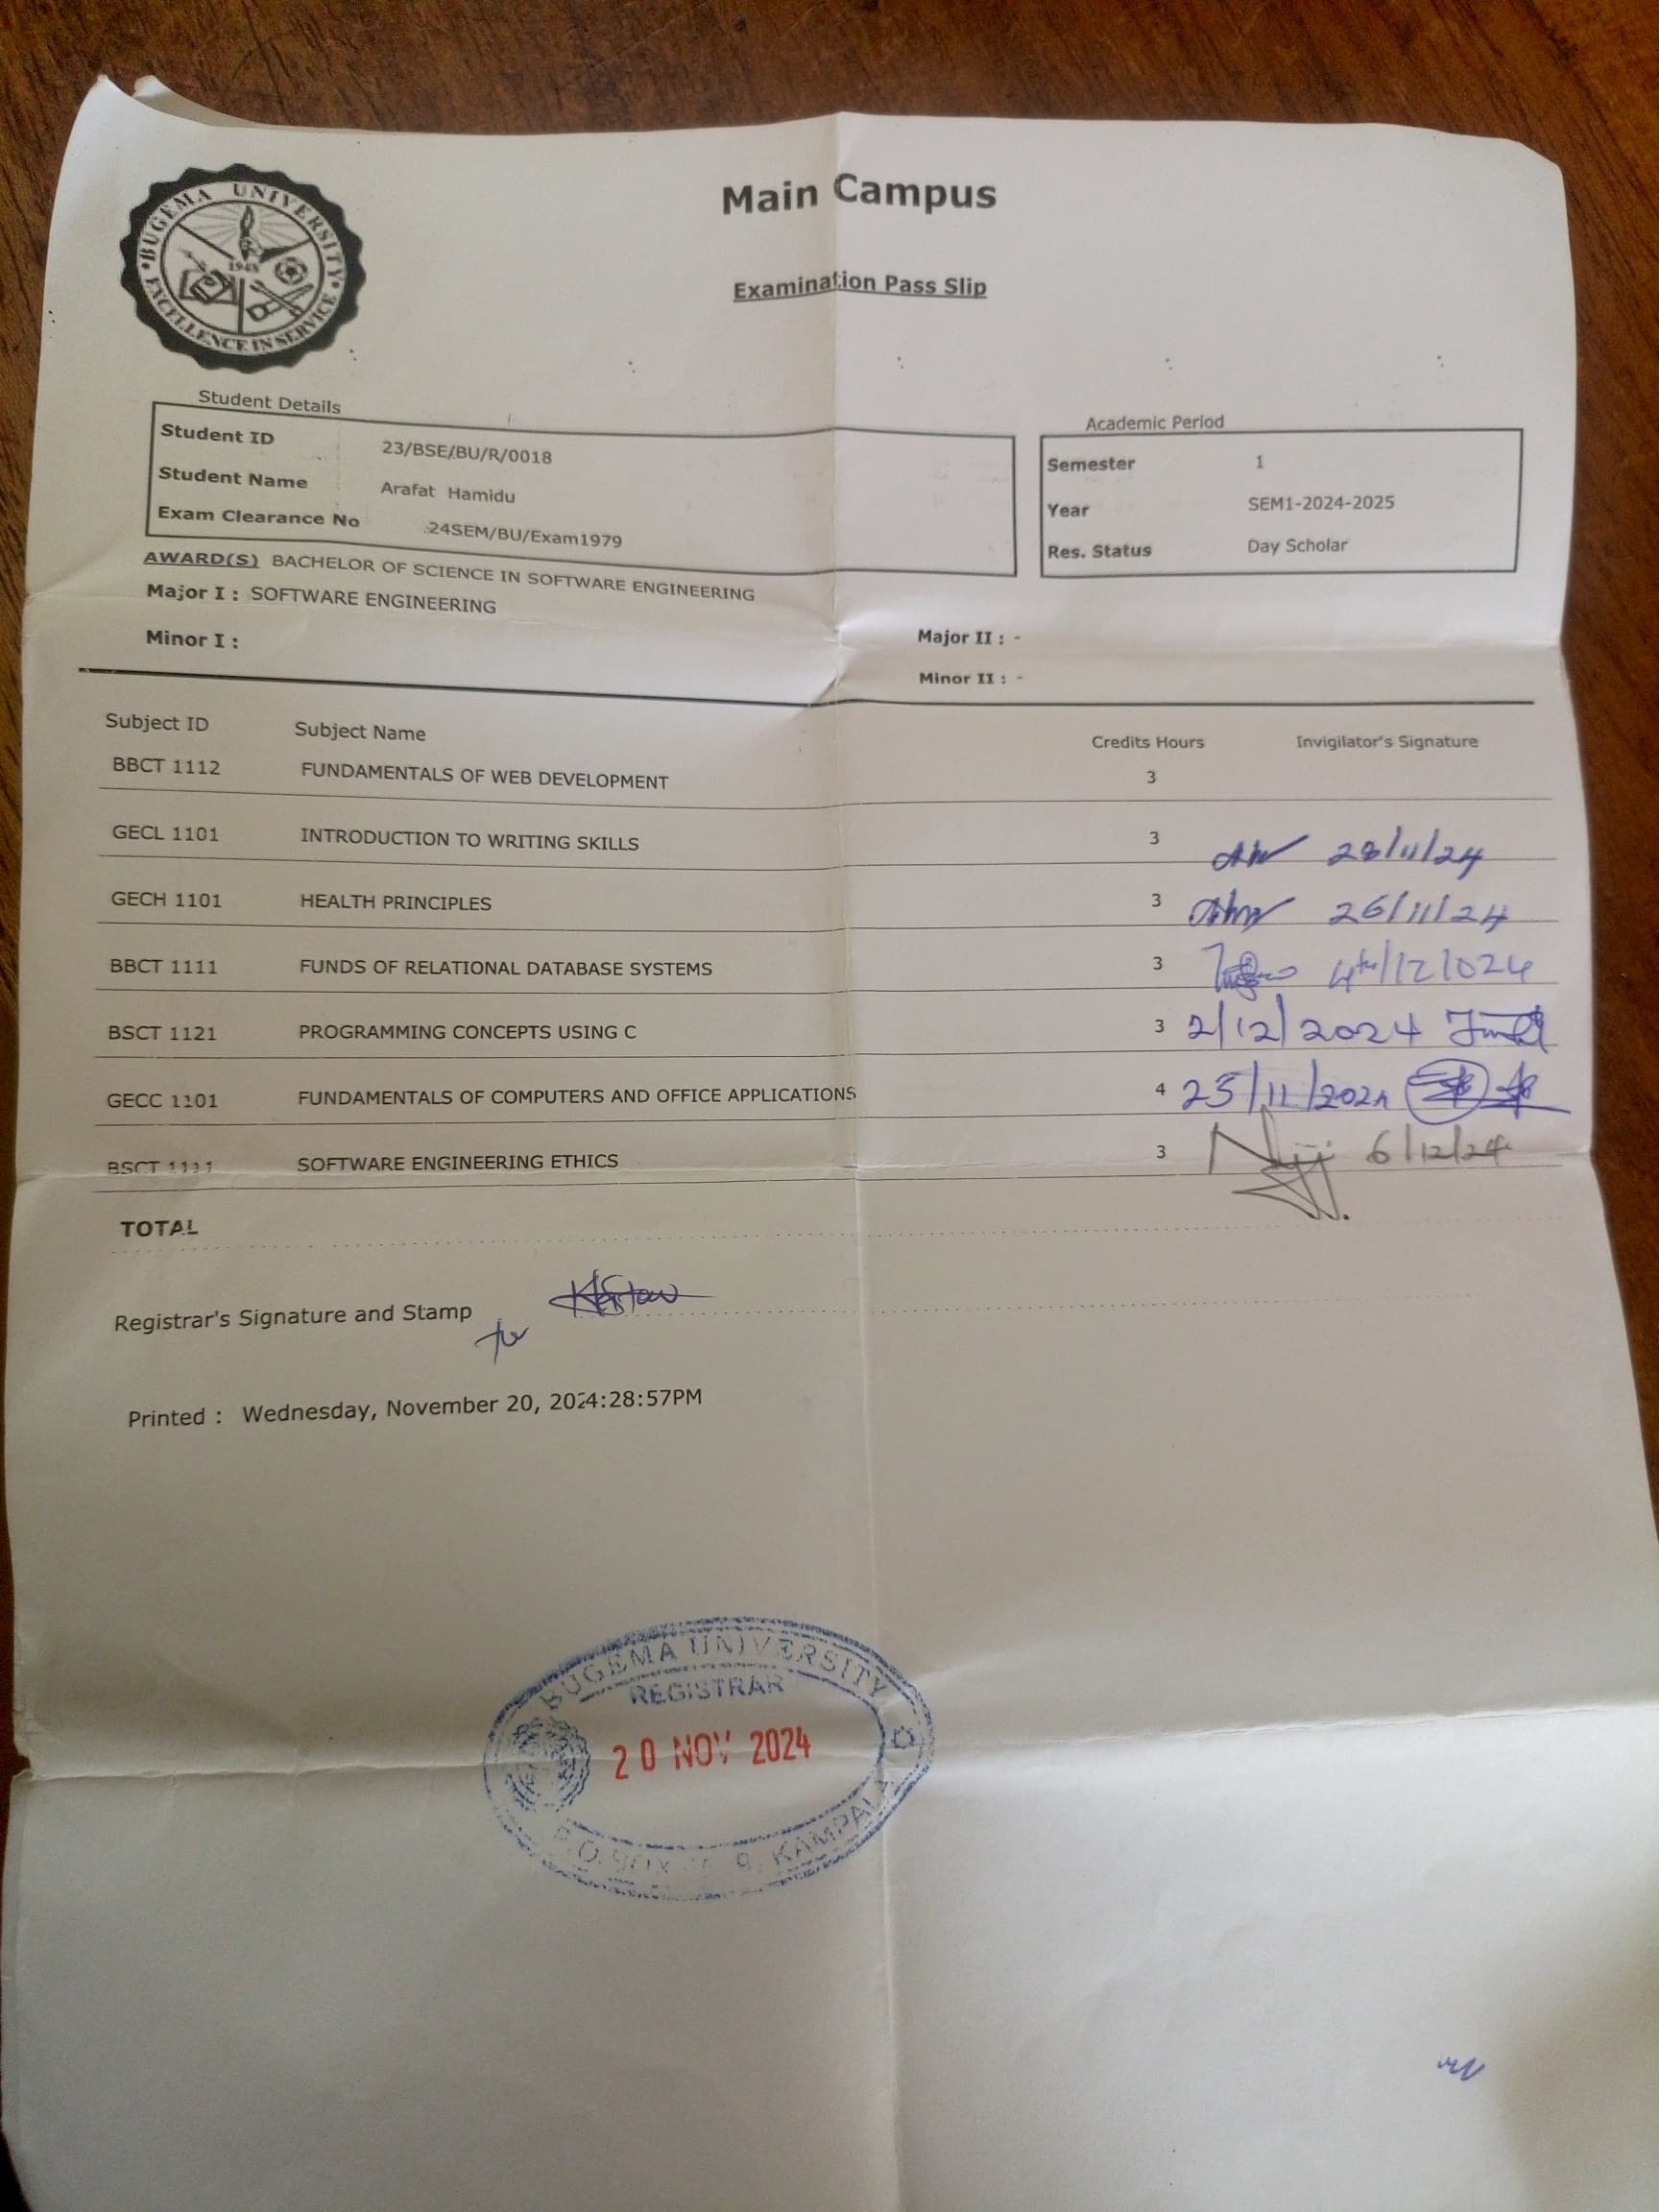 BUGEMA UNIVERSITY
1948
EXCELLENCE IN SERVICE
Main Campus
Examination Pass Slip
Student Details
Student ID 23/BSE/BU/R/0018
Student Name Arafat Hamidu
Exam Clearance No 24SEM/BU/Exam1979
Academic Period
Semester 1
Year SEM1-2024-2025
Res. Status Day Scholar
AWARD(S) BACHELOR OF SCIENCE IN SOFTWARE ENGINEERING
Major I : SOFTWARE ENGINEERING
Minor I :
Major II : -
Minor II : -
Subject ID Subject Name Credits Hours Invigilator's Signature
BBCT 1112 FUNDAMENTALS OF WEB DEVELOPMENT 3
GECL 1101 INTRODUCTION TO WRITING SKILLS 3 28/11/24
GECH 1101 HEALTH PRINCIPLES 3 26/11/24
BBCT 1111 FUNDS OF RELATIONAL DATABASE SYSTEMS 3 4th/12/024
BSCT 1121 PROGRAMMING CONCEPTS USING C 3 2/12/2024
GECC 1101 FUNDAMENTALS OF COMPUTERS AND OFFICE APPLICATIONS 4 25/11/2024
BSCT SOFTWARE ENGINEERING ETHICS 3 6/12/24
TOTAL
Registrar's Signature and Stamp
for
Printed : Wednesday, November 20, 2024:28:57PM
BUGEMA UNIVERSITY
REGISTRAR
20 NOV 2024
P.O. BOX KAMPALA